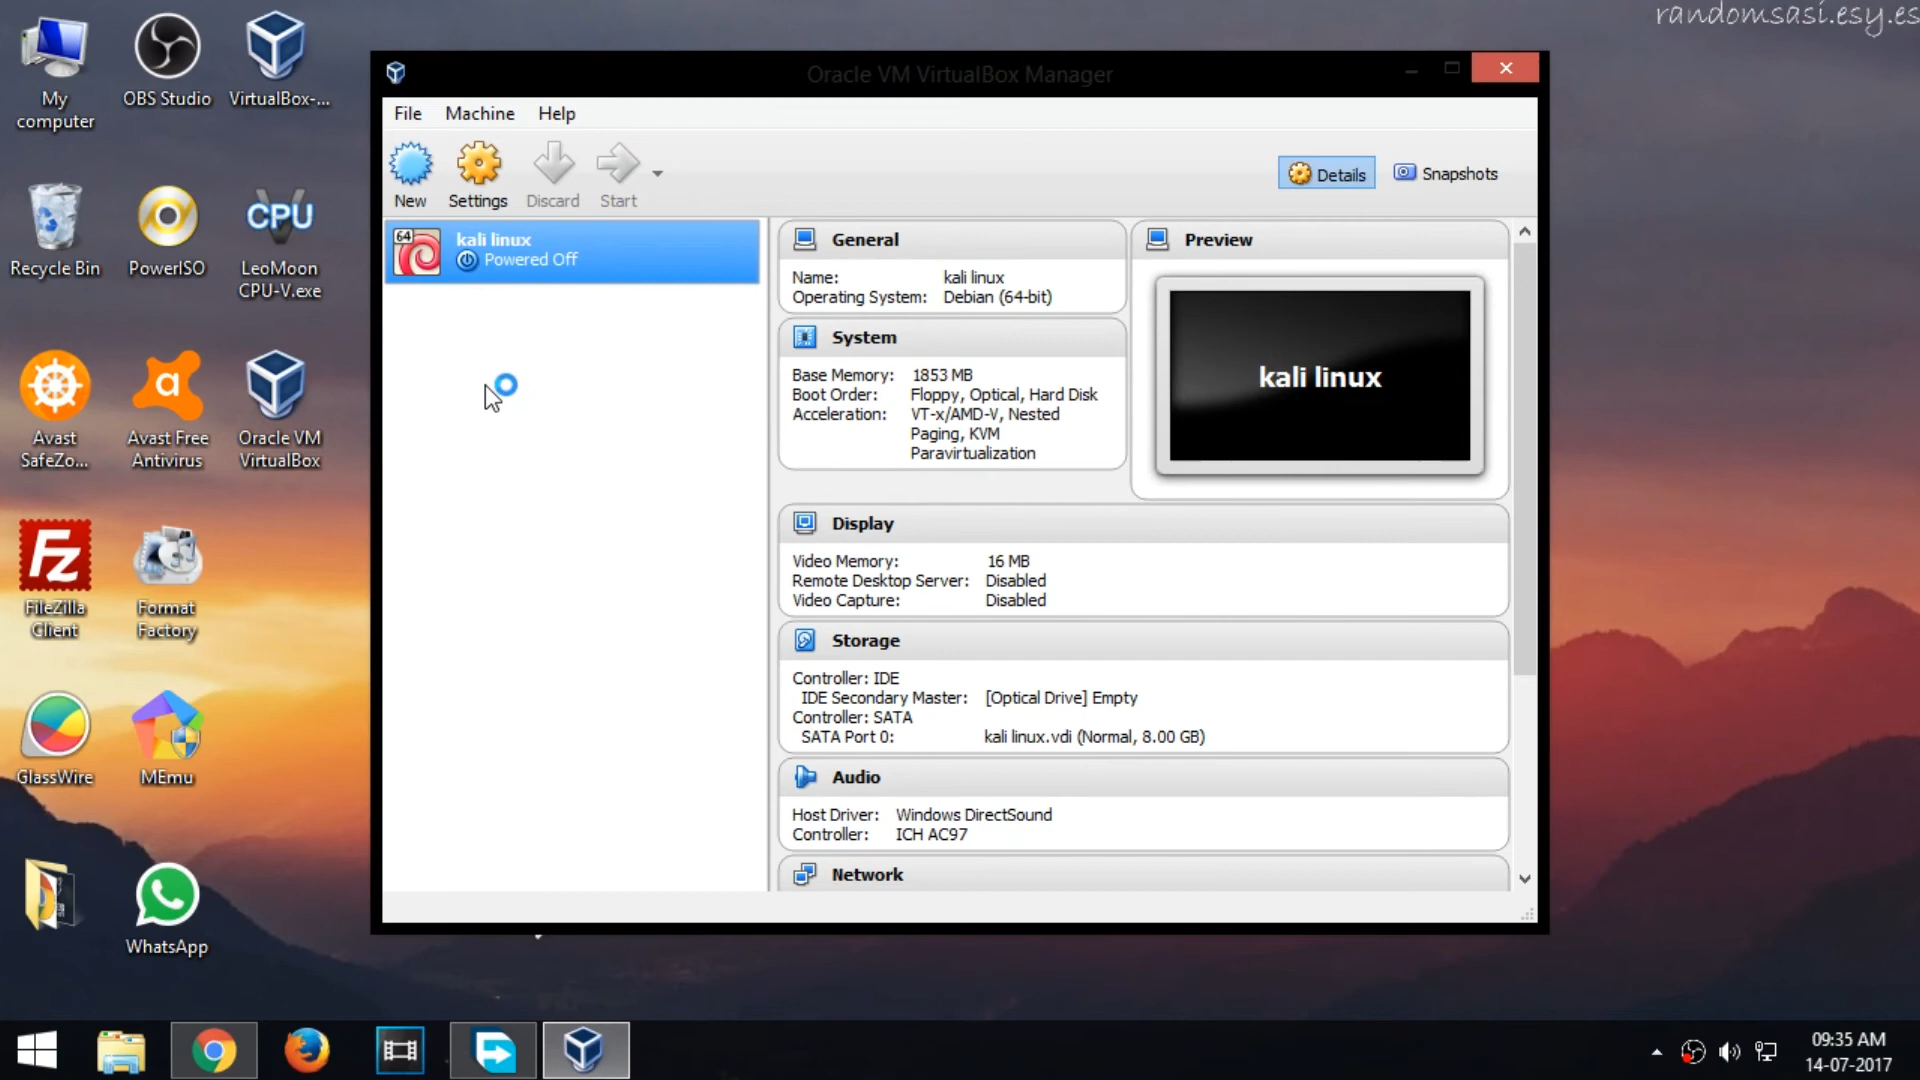 randomsasi.esy.es
My
computer
OBS Studio
VirtualBox-...
Recycle Bin
PowerISO
CPU
LeoMoon
CPU-V.exe
Avast
SafeZo...
Avast Free
Antivirus
Oracle VM
VirtualBox
FileZilla
Client
Format
Factory
GlassWire
MEmu
WhatsApp
Oracle VM VirtualBox Manager
File Machine Help
New Settings Discard Start
Details Snapshots
64
kali linux
Powered Off
General
Name: kali linux
Operating System: Debian (64-bit)
System
Base Memory: 1853 MB
Boot Order: Floppy, Optical, Hard Disk
Acceleration: VT-x/AMD-V, Nested
Paging, KVM
Paravirtualization
Preview
kali linux
Display
Video Memory: 16 MB
Remote Desktop Server: Disabled
Video Capture: Disabled
Storage
Controller: IDE
IDE Secondary Master: [Optical Drive] Empty
Controller: SATA
SATA Port 0: kali linux.vdi (Normal, 8.00 GB)
Audio
Host Driver: Windows DirectSound
Controller: ICH AC97
Network
09:35 AM
14-07-2017